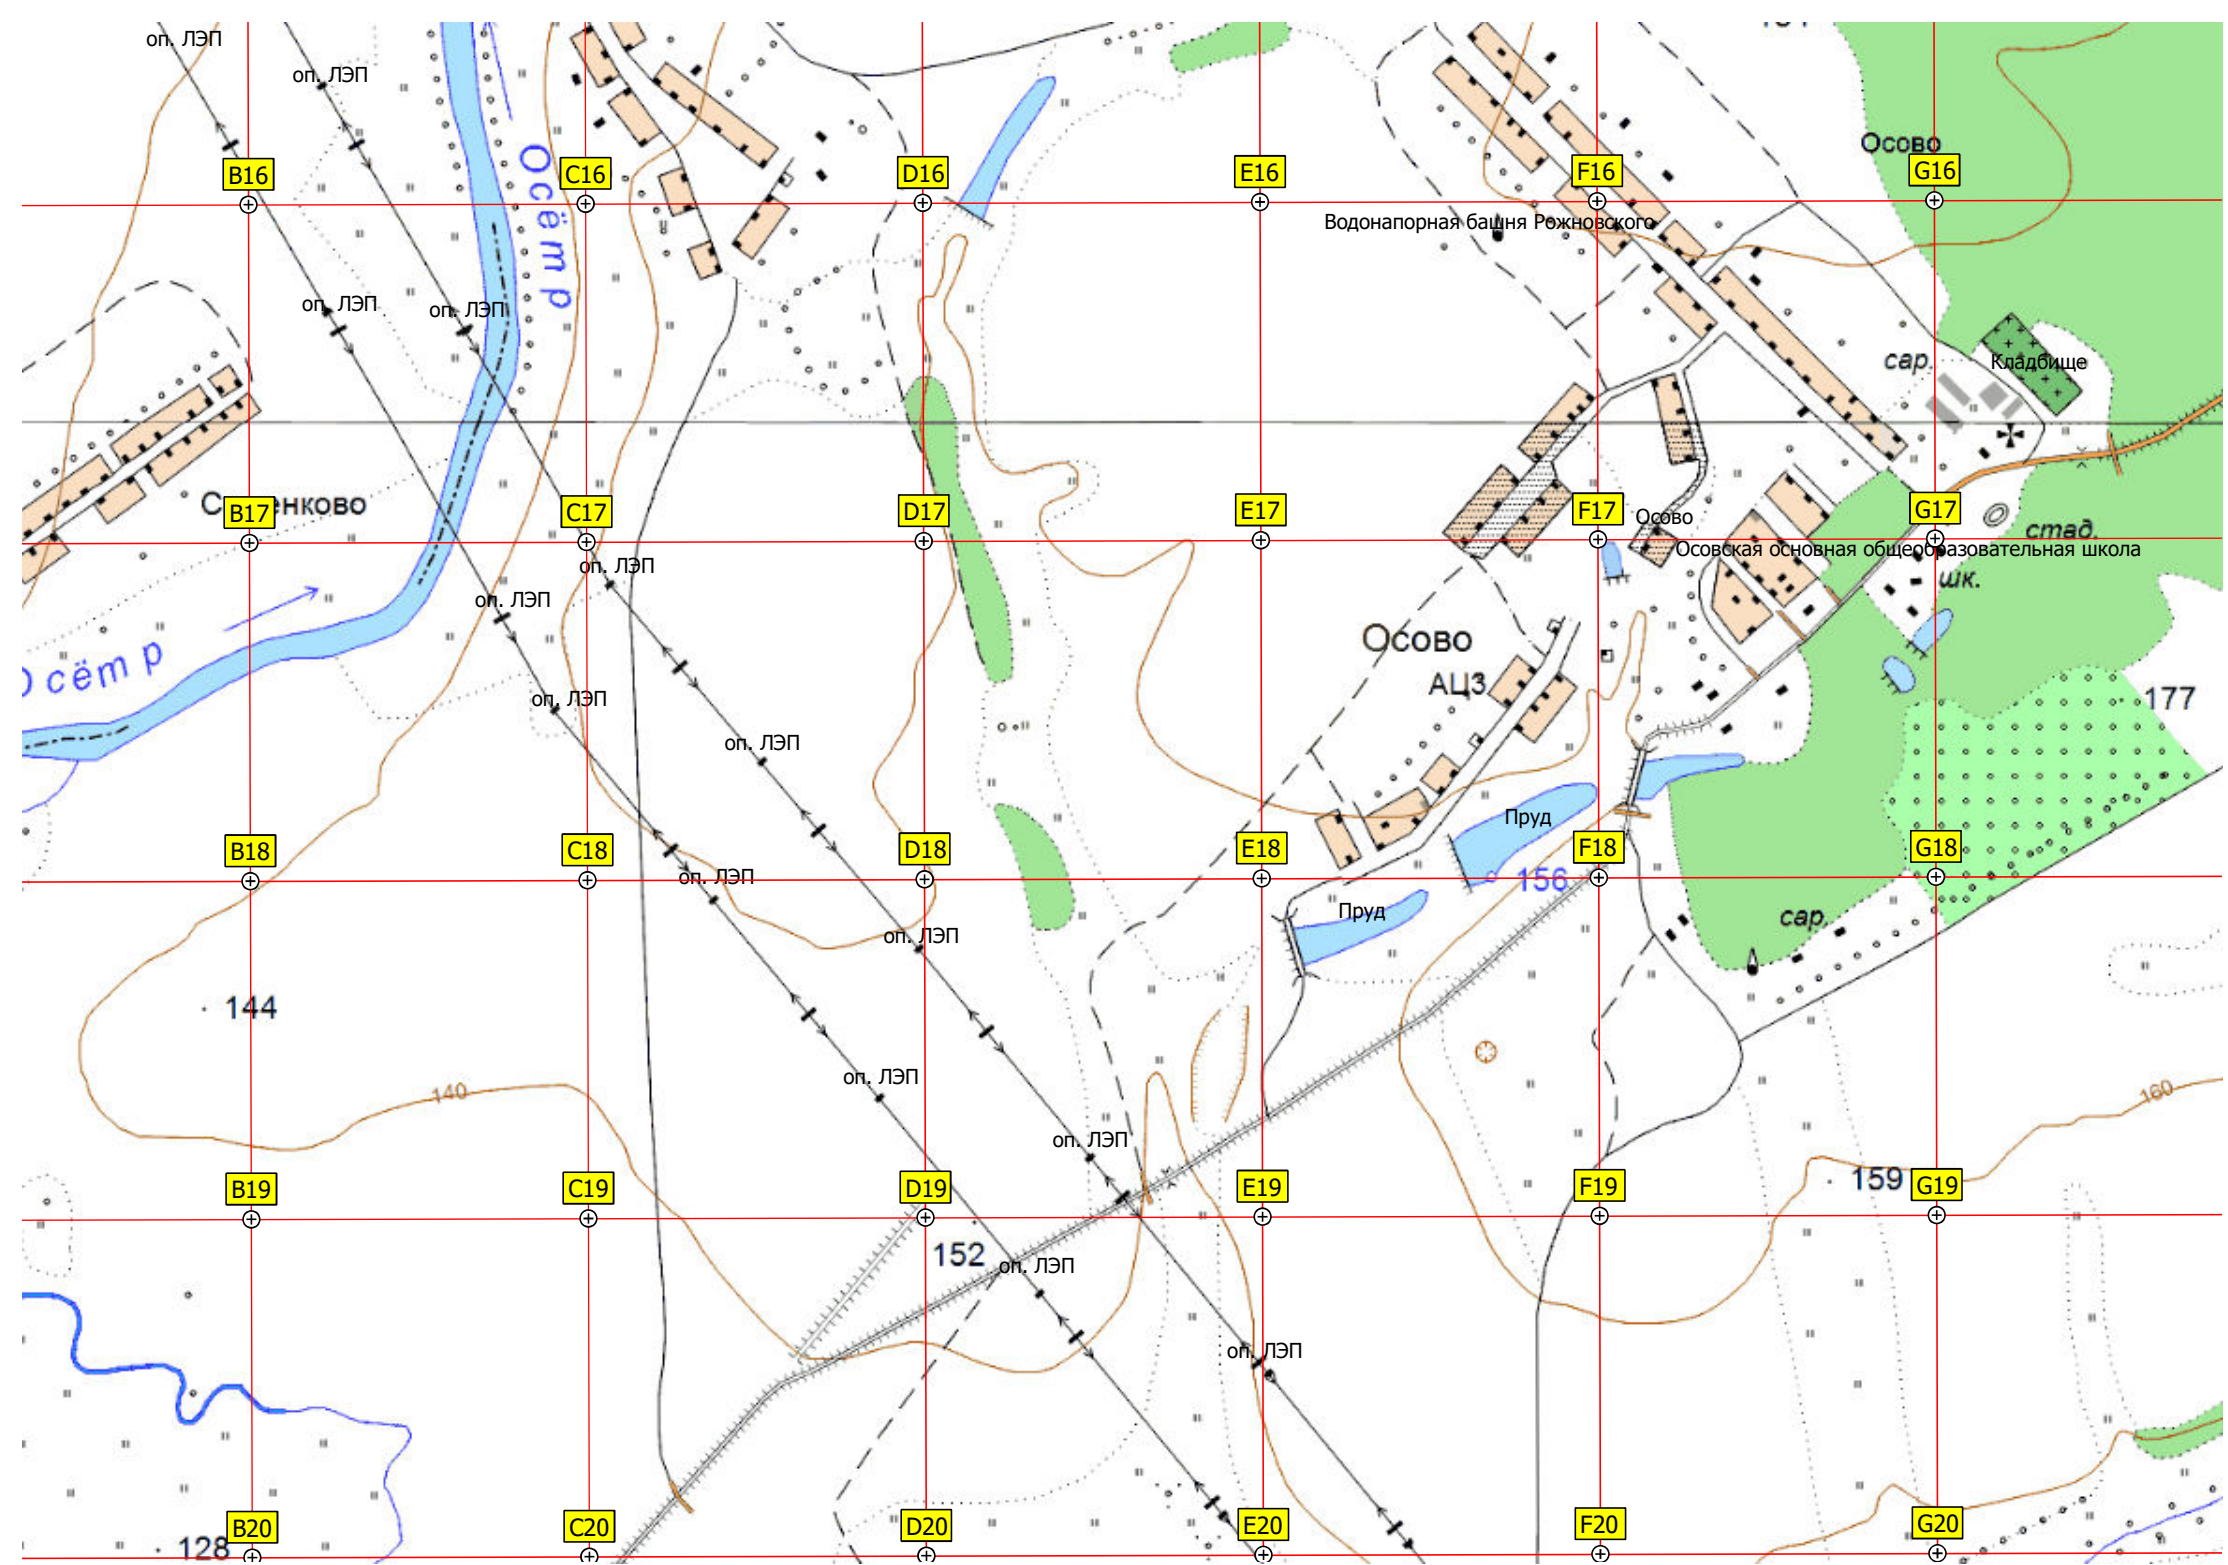 оп. ЛЭП
оп. ЛЭП
Осово
B16
C16
D16
E16
F16
G16
Осётр
Водонапорная башня Рожновского
оп. ЛЭП
оп. ЛЭП
сар.
Кладбище
B17
C17
D17
E17
F17
G17
Осово
стад.
Осовская основная общеобразовательная школа
шк.
оп. ЛЭП
оп. ЛЭП
Осётр
Осово
АЦЗ
оп. ЛЭП
177
оп. ЛЭП
Пруд
B18
C18
D18
E18
F18
G18
оп. ЛЭП
156
Пруд
сар.
оп. ЛЭП
144
оп. ЛЭП
140
160
оп. ЛЭП
159
B19
C19
D19
E19
F19
G19
152
оп. ЛЭП
оп. ЛЭП
B20
C20
D20
E20
F20
G20
128